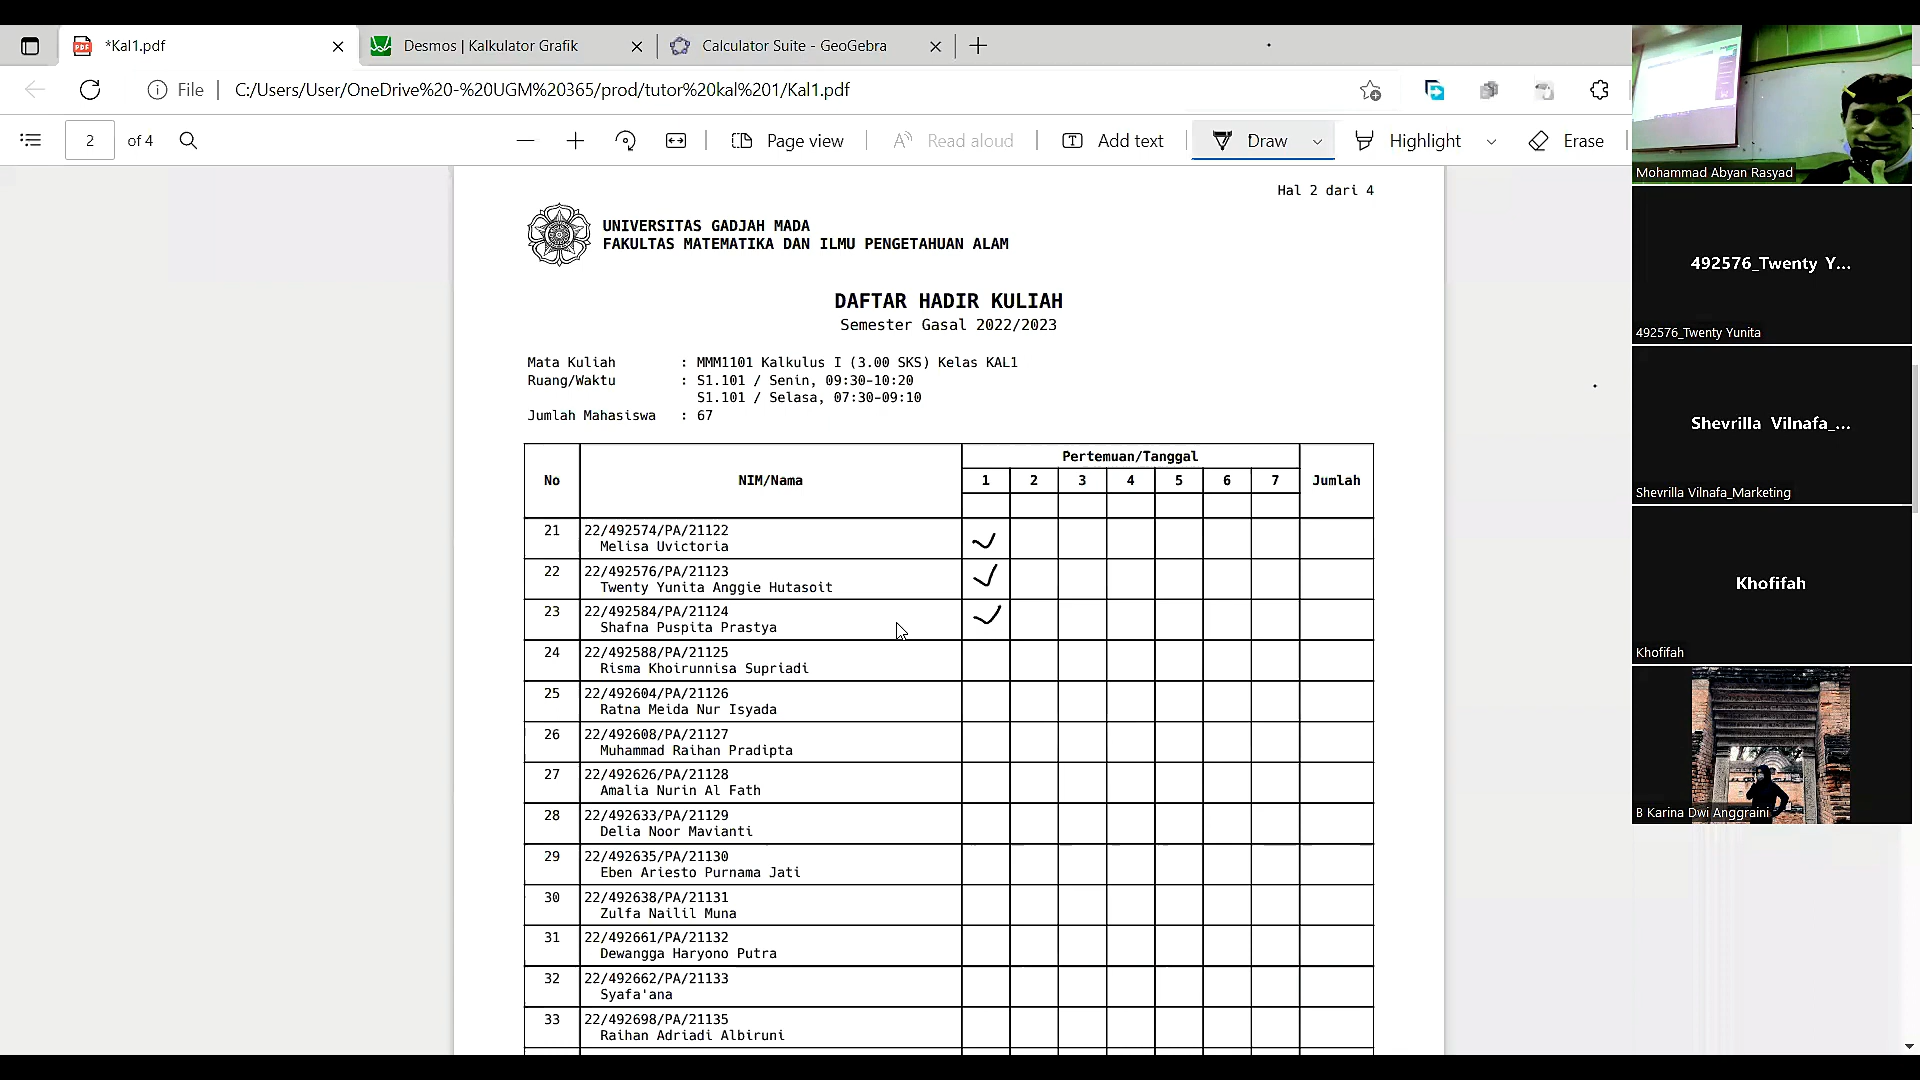 *Kal1.pdf
Desmos | Kalkulator Grafik
Calculator Suite - GeoGebra
File
C:/Users/User/OneDrive%20-%20UGM%20365/prod/tutor%20kal%201/Kal1.pdf
2 of 4
Page view
Read aloud
Add text
Draw
Highlight
Erase
Hal 2 dari 4
UNIVERSITAS GADJAH MADA
FAKULTAS MATEMATIKA DAN ILMU PENGETAHUAN ALAM
DAFTAR HADIR KULIAH
Semester Gasal 2022/2023
Mata Kuliah : MMM1101 Kalkulus I (3.00 SKS) Kelas KAL1
Ruang/Waktu : S1.101 / Senin, 09:30-10:20
S1.101 / Selasa, 07:30-09:10
Jumlah Mahasiswa : 67
No NIM/Nama Pertemuan/Tanggal Jumlah
1 2 3 4 5 6 7
21 22/492574/PA/21122
Melisa Uvictoria
22 22/492576/PA/21123
Twenty Yunita Anggie Hutasoit
23 22/492584/PA/21124
Shafna Puspita Prastya
24 22/492588/PA/21125
Risma Khoirunnisa Supriadi
25 22/492604/PA/21126
Ratna Meida Nur Isyada
26 22/492608/PA/21127
Muhammad Raihan Pradipta
27 22/492626/PA/21128
Amalia Nurin Al Fath
28 22/492633/PA/21129
Delia Noor Mavianti
29 22/492635/PA/21130
Eben Ariesto Purnama Jati
30 22/492638/PA/21131
Zulfa Nailil Muna
31 22/492661/PA/21132
Dewangga Haryono Putra
32 22/492662/PA/21133
Syafa'ana
33 22/492698/PA/21135
Raihan Adriadi Albiruni
Mohammad Abyan Rasyad
492576_Twenty Y...
492576_Twenty Yunita
Shevrilla Vilnafa_...
Shevrilla Vilnafa_Marketing
Khofifah
Khofifah
B Karina Dwi Anggraini